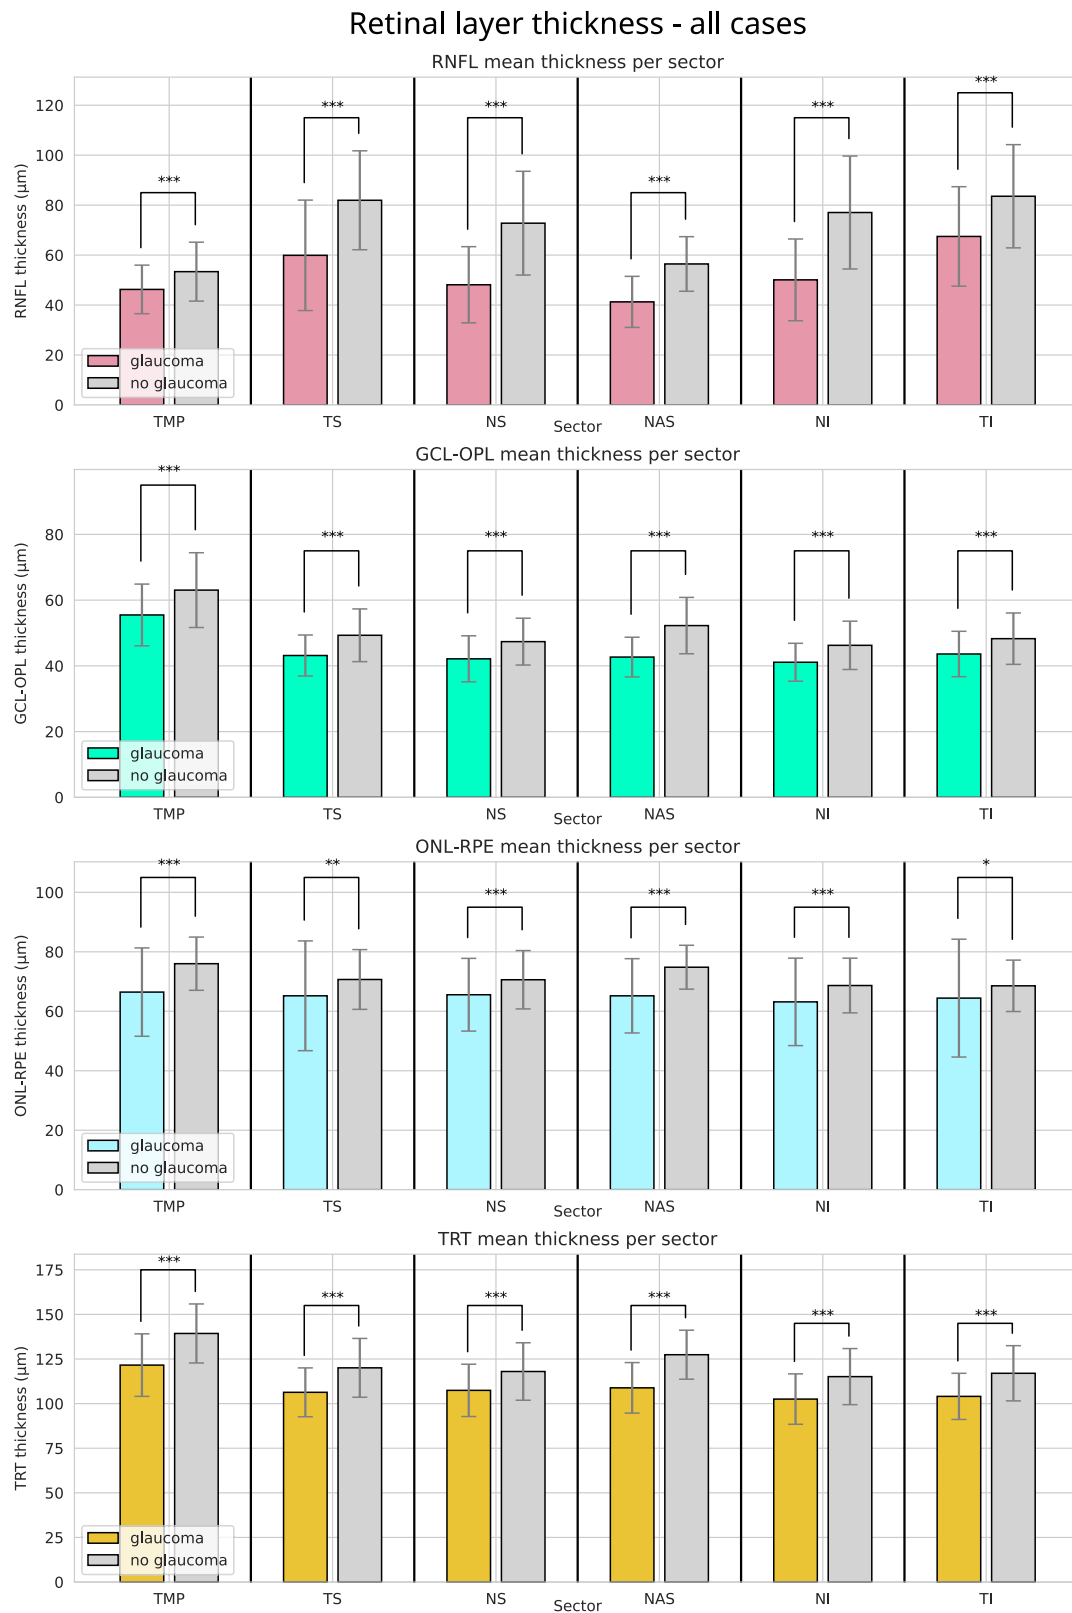 Retinal layer thickness - all cases
RNFL mean thickness per sector
RNFL thickness (μm)
120
100
80
60
40
20
0
*** *** *** *** *** ***
glaucoma
no glaucoma
TMP TS NS NAS NI TI
Sector
GCL-OPL mean thickness per sector
GCL-OPL thickness (μm)
80
60
40
20
0
*** *** *** *** *** ***
glaucoma
no glaucoma
TMP TS NS NAS NI TI
Sector
ONL-RPE mean thickness per sector
ONL-RPE thickness (μm)
100
80
60
40
20
0
*** ** *** *** *** *
glaucoma
no glaucoma
TMP TS NS NAS NI TI
Sector
TRT mean thickness per sector
TRT thickness (μm)
175
150
125
100
75
50
25
0
*** *** *** *** *** ***
glaucoma
no glaucoma
TMP TS NS NAS NI TI
Sector